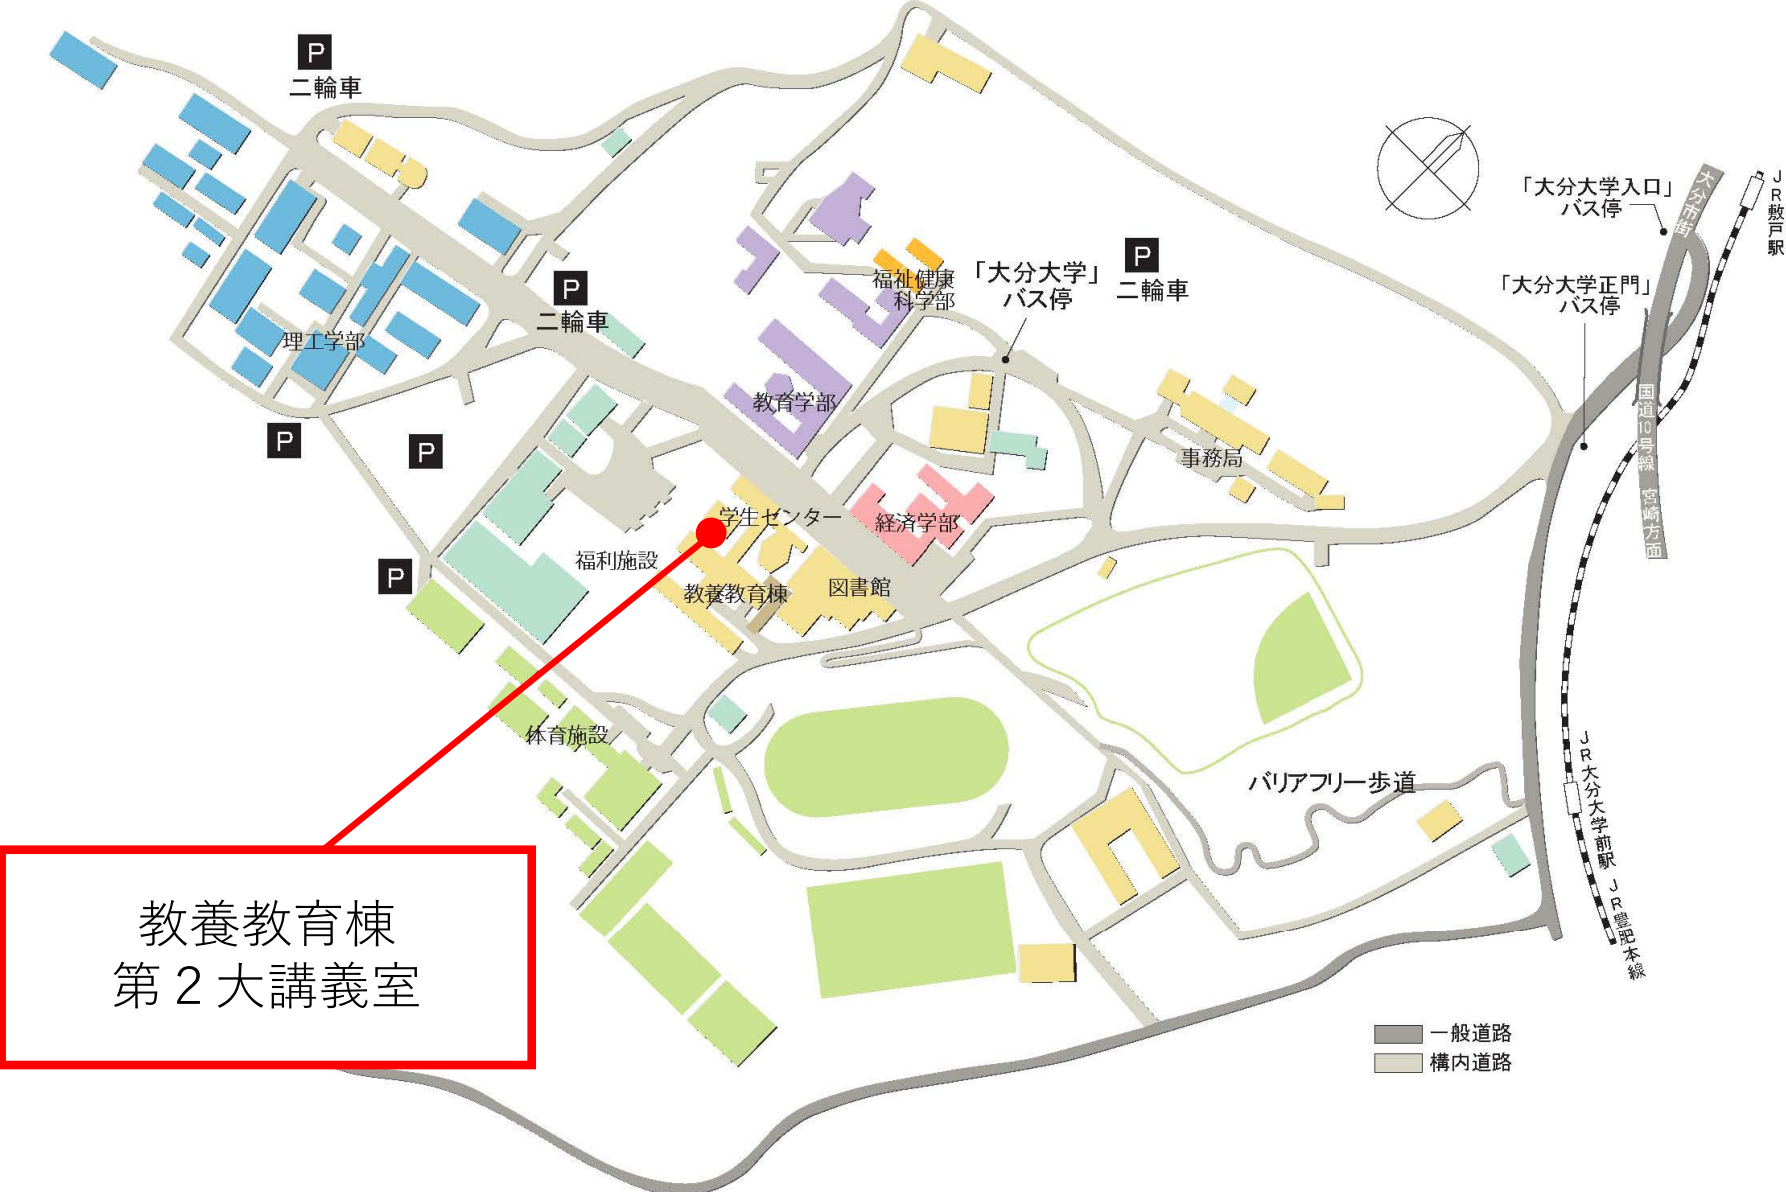 P
二輪車
「大分大学入口」
バス停
大分市街
JR敷戸駅
福祉健康
科学部
「大分大学」
バス停
P
二輪車
P
二輪車
「大分大学正門」
バス停
理工学部
教育学部
国道10号線 宮崎方面
P
P
事務局
学生センター
経済学部
福利施設
P
教養教育棟
図書館
体育施設
バリアフリー歩道
JR大分大学前駅
JR豊肥本線
教養教育棟
第2大講義室
一般道路
構内道路